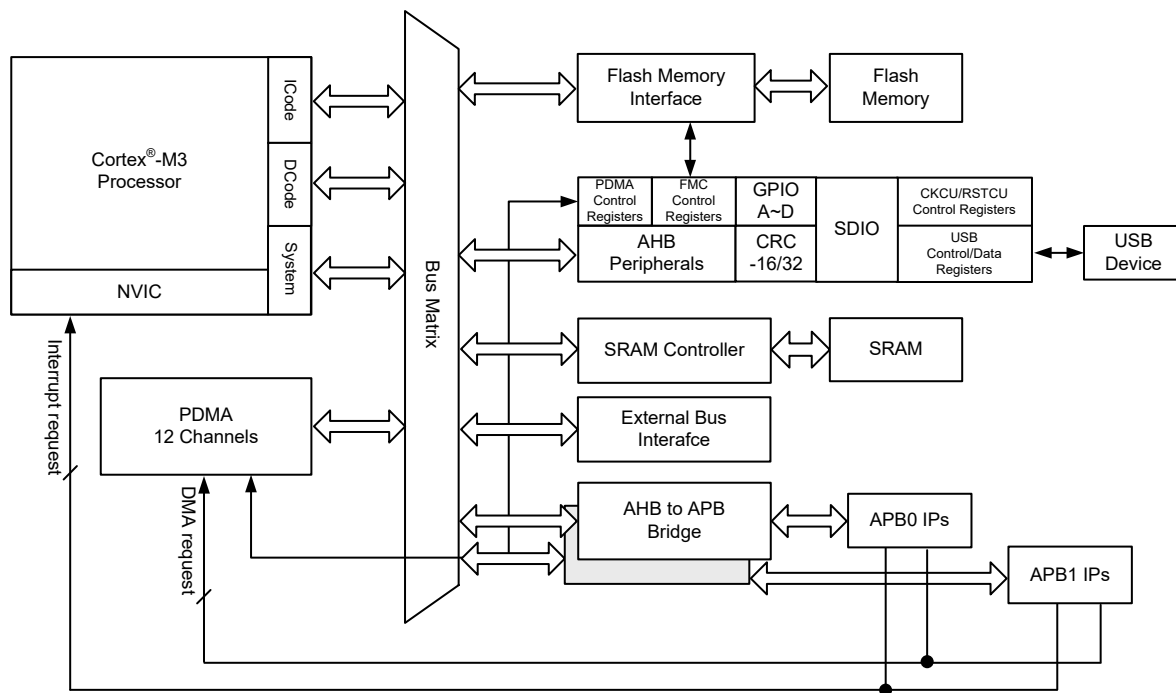 Cortex®-M3
Processor
ICode
DCode
System
NVIC
Interrupt request
PDMA
12 Channels
DMA request
Bus Matrix
Flash Memory
Interface
Flash
Memory
PDMA
Control
Registers
FMC
Control
Registers
GPIO
A~D
AHB
Peripherals
CRC
-16/32
SDIO
CKCU/RSTCU
Control Registers
USB
Control/Data
Registers
USB
Device
SRAM Controller
SRAM
External Bus
Interafce
AHB to APB
Bridge
APB0 IPs
APB1 IPs